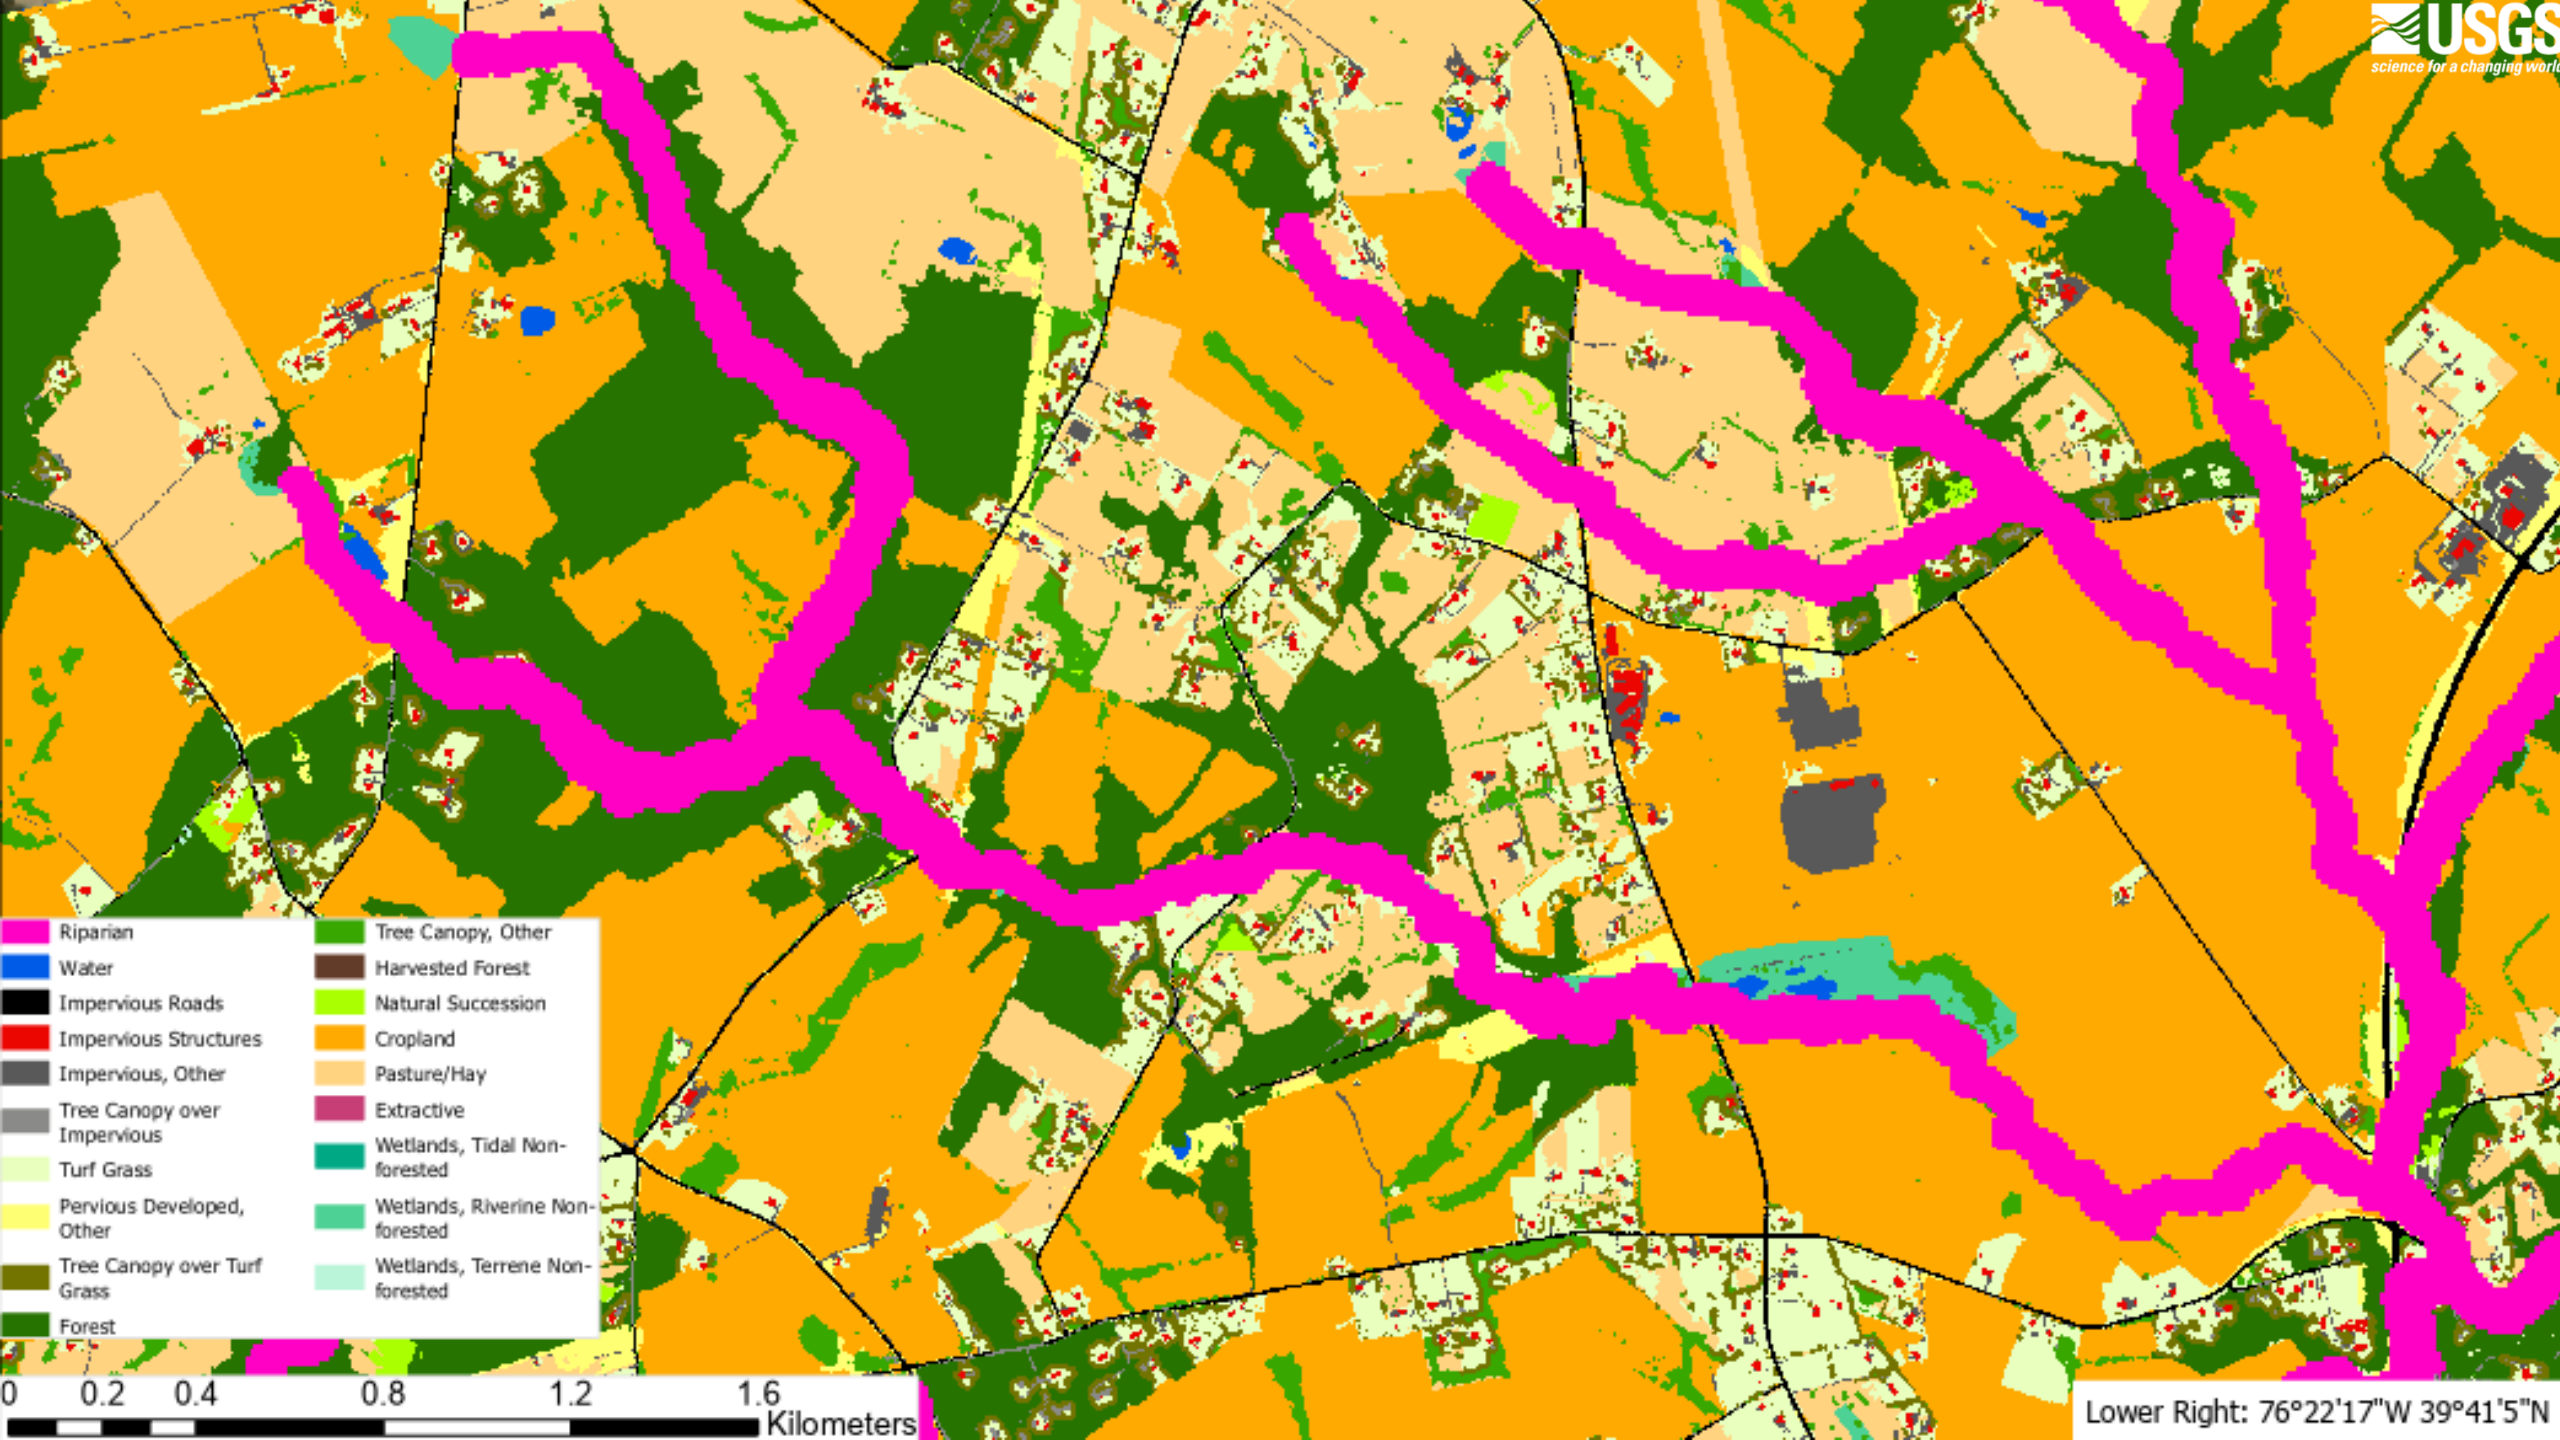 USGS
science for a changing world
Riparian
Water
Impervious Roads
Impervious Structures
Impervious, Other
Tree Canopy over
Impervious
Turf Grass
Pervious Developed,
Other
Tree Canopy over Turf
Grass
Forest
Tree Canopy, Other
Harvested Forest
Natural Succession
Cropland
Pasture/Hay
Extractive
Wetlands, Tidal Non-
forested
Wetlands, Riverine Non-
forested
Wetlands, Terrene Non-
forested
0 0.2 0.4 0.8 1.2 1.6
Kilometers
Lower Right: 76°22'17"W 39°41'5"N